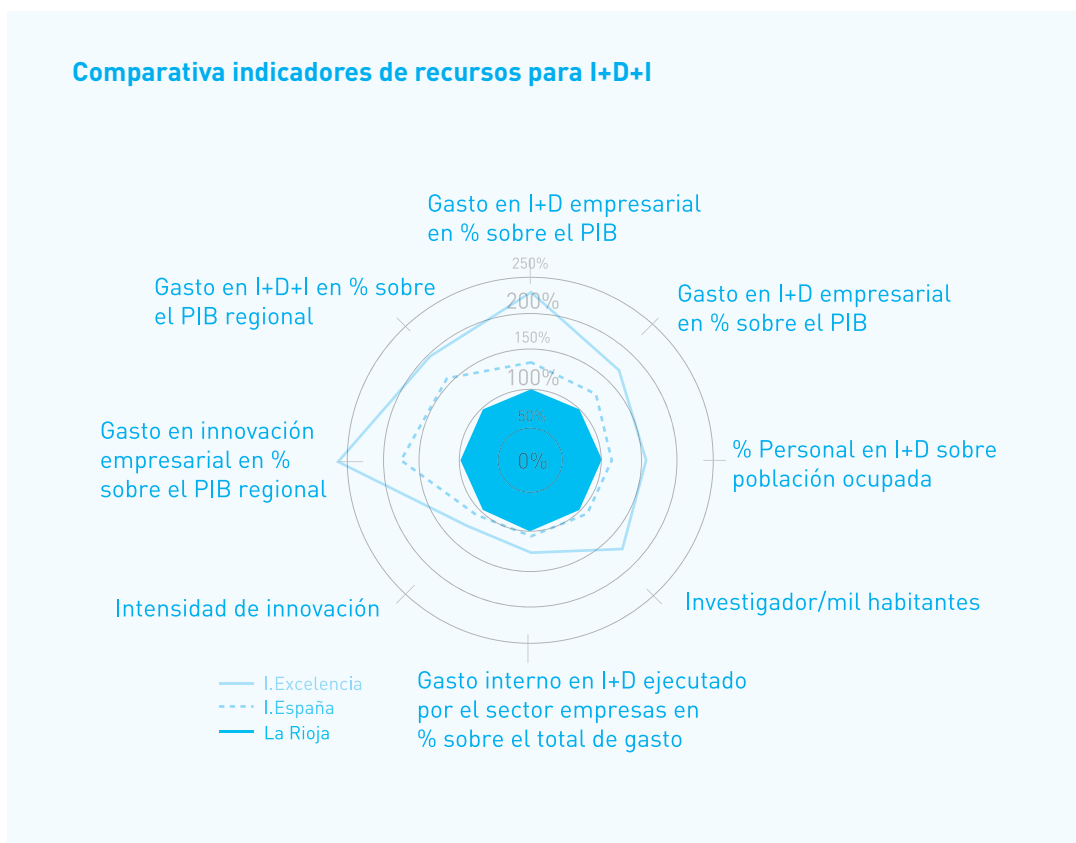 Comparativa indicadores de recursos para I+D+I
Gasto en I+D empresarial
en % sobre el PIB
250%
Gasto en I+D+I en % sobre
el PIB regional
Gasto en I+D empresarial
en % sobre el PIB
200%
150%
100%
50%
0%
Gasto en innovación
empresarial en %
sobre el PIB regional
% Personal en I+D sobre
población ocupada
Intensidad de innovación
Investigador/mil habitantes
I.Excelencia
I.España
La Rioja
Gasto interno en I+D ejecutado
por el sector empresas en
% sobre el total de gasto